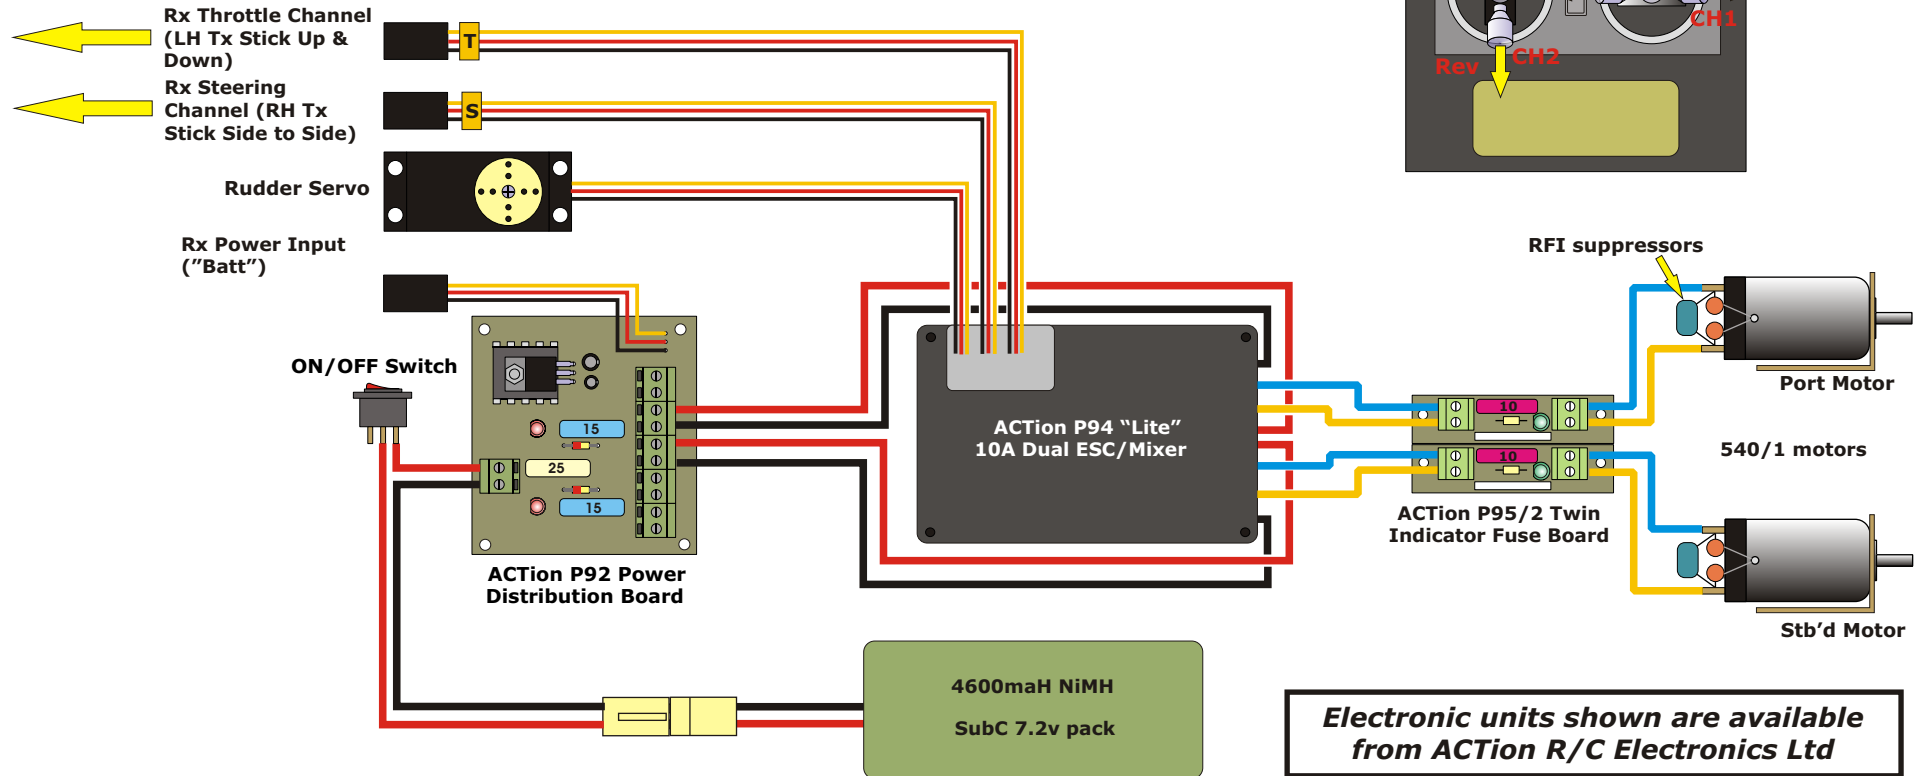 Rx Throttle Channel
(LH Tx Stick Up &
Down)
T
Rx Steering
Channel (RH Tx
Stick Side to Side)
S
CH1
CH2
Rev
Rudder Servo
Rx Power Input
(”Batt”)
RFI suppressors
ON/OFF Switch
Port Motor
15
25
15
ACTion P94 “Lite”
10A Dual ESC/Mixer
10
10
540/1 motors
ACTion P95/2 Twin
Indicator Fuse Board
ACTion P92 Power
Distribution Board
Stb’d Motor
4600maH NiMH
SubC 7.2v pack
Electronic units shown are available
from ACTion R/C Electronics Ltd